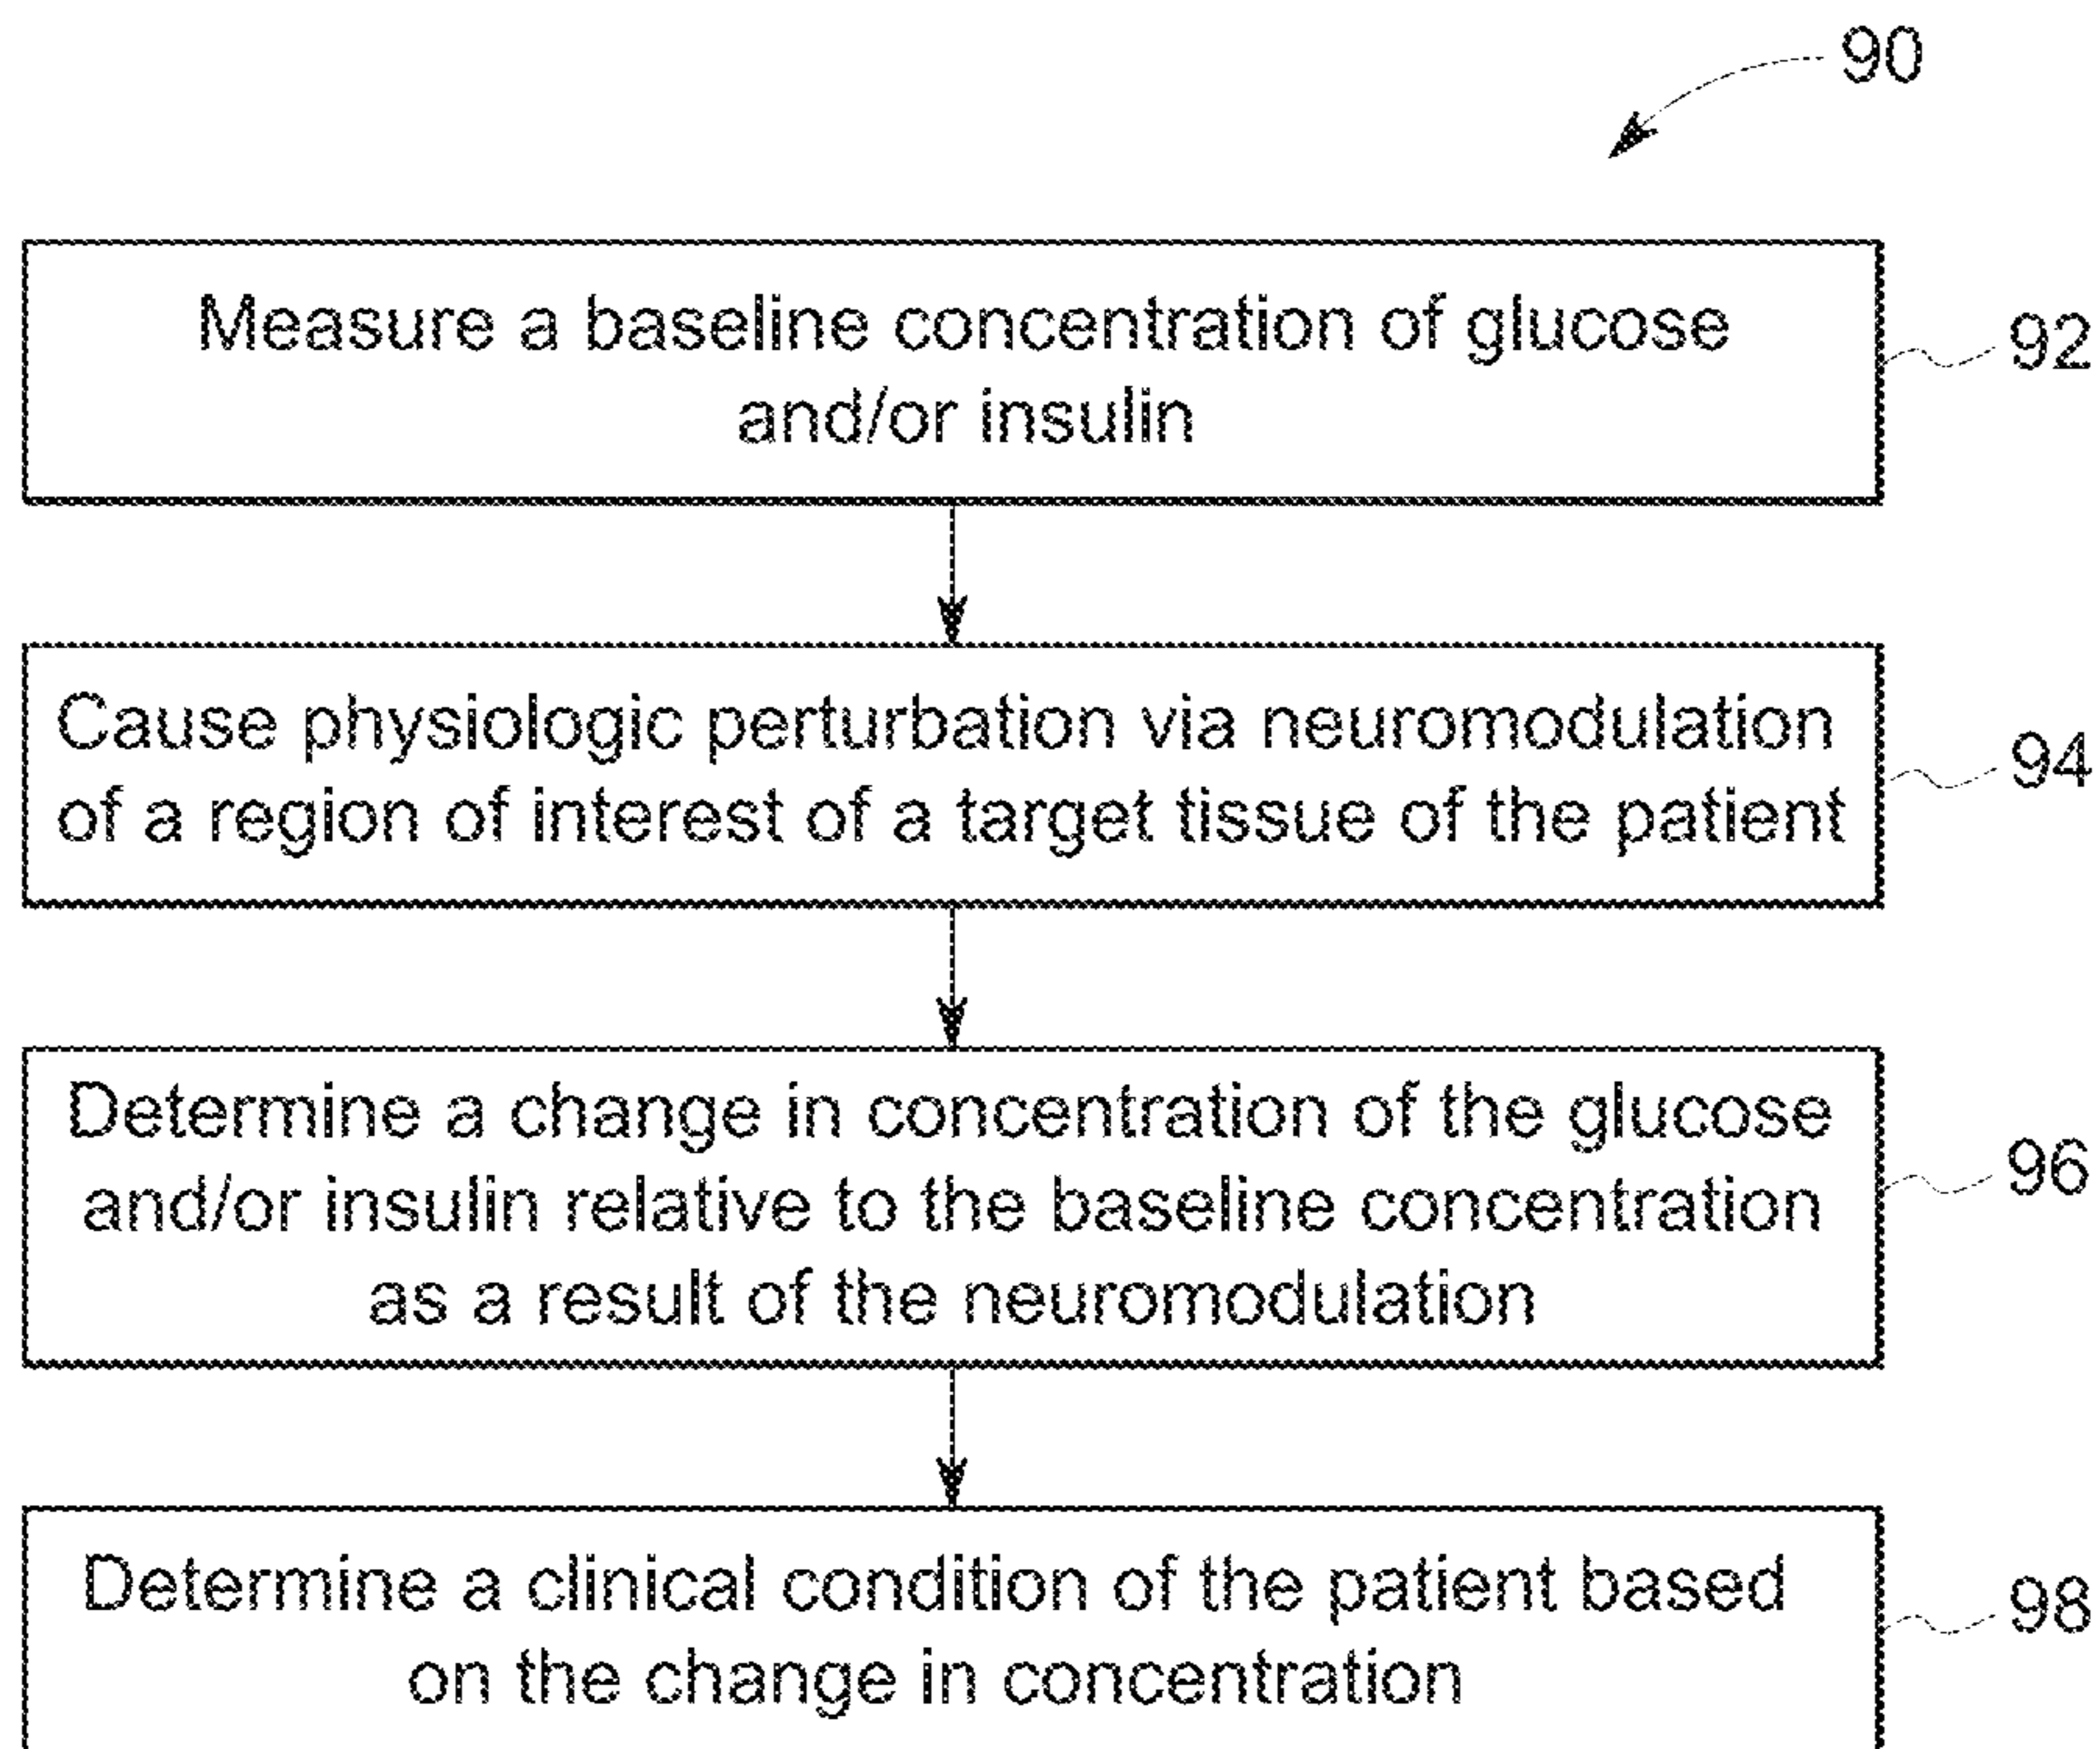 90
Measure a baseline concentration of glucose
and/or insulin
92
Cause physiologic perturbation via neuromodulation
of a region of interest of a target tissue of the patient
94
Determine a change in concentration of the glucose
and/or insulin relative to the baseline concentration
as a result of the neuromodulation
96
Determine a clinical condition of the patient based
on the change in concentration
98